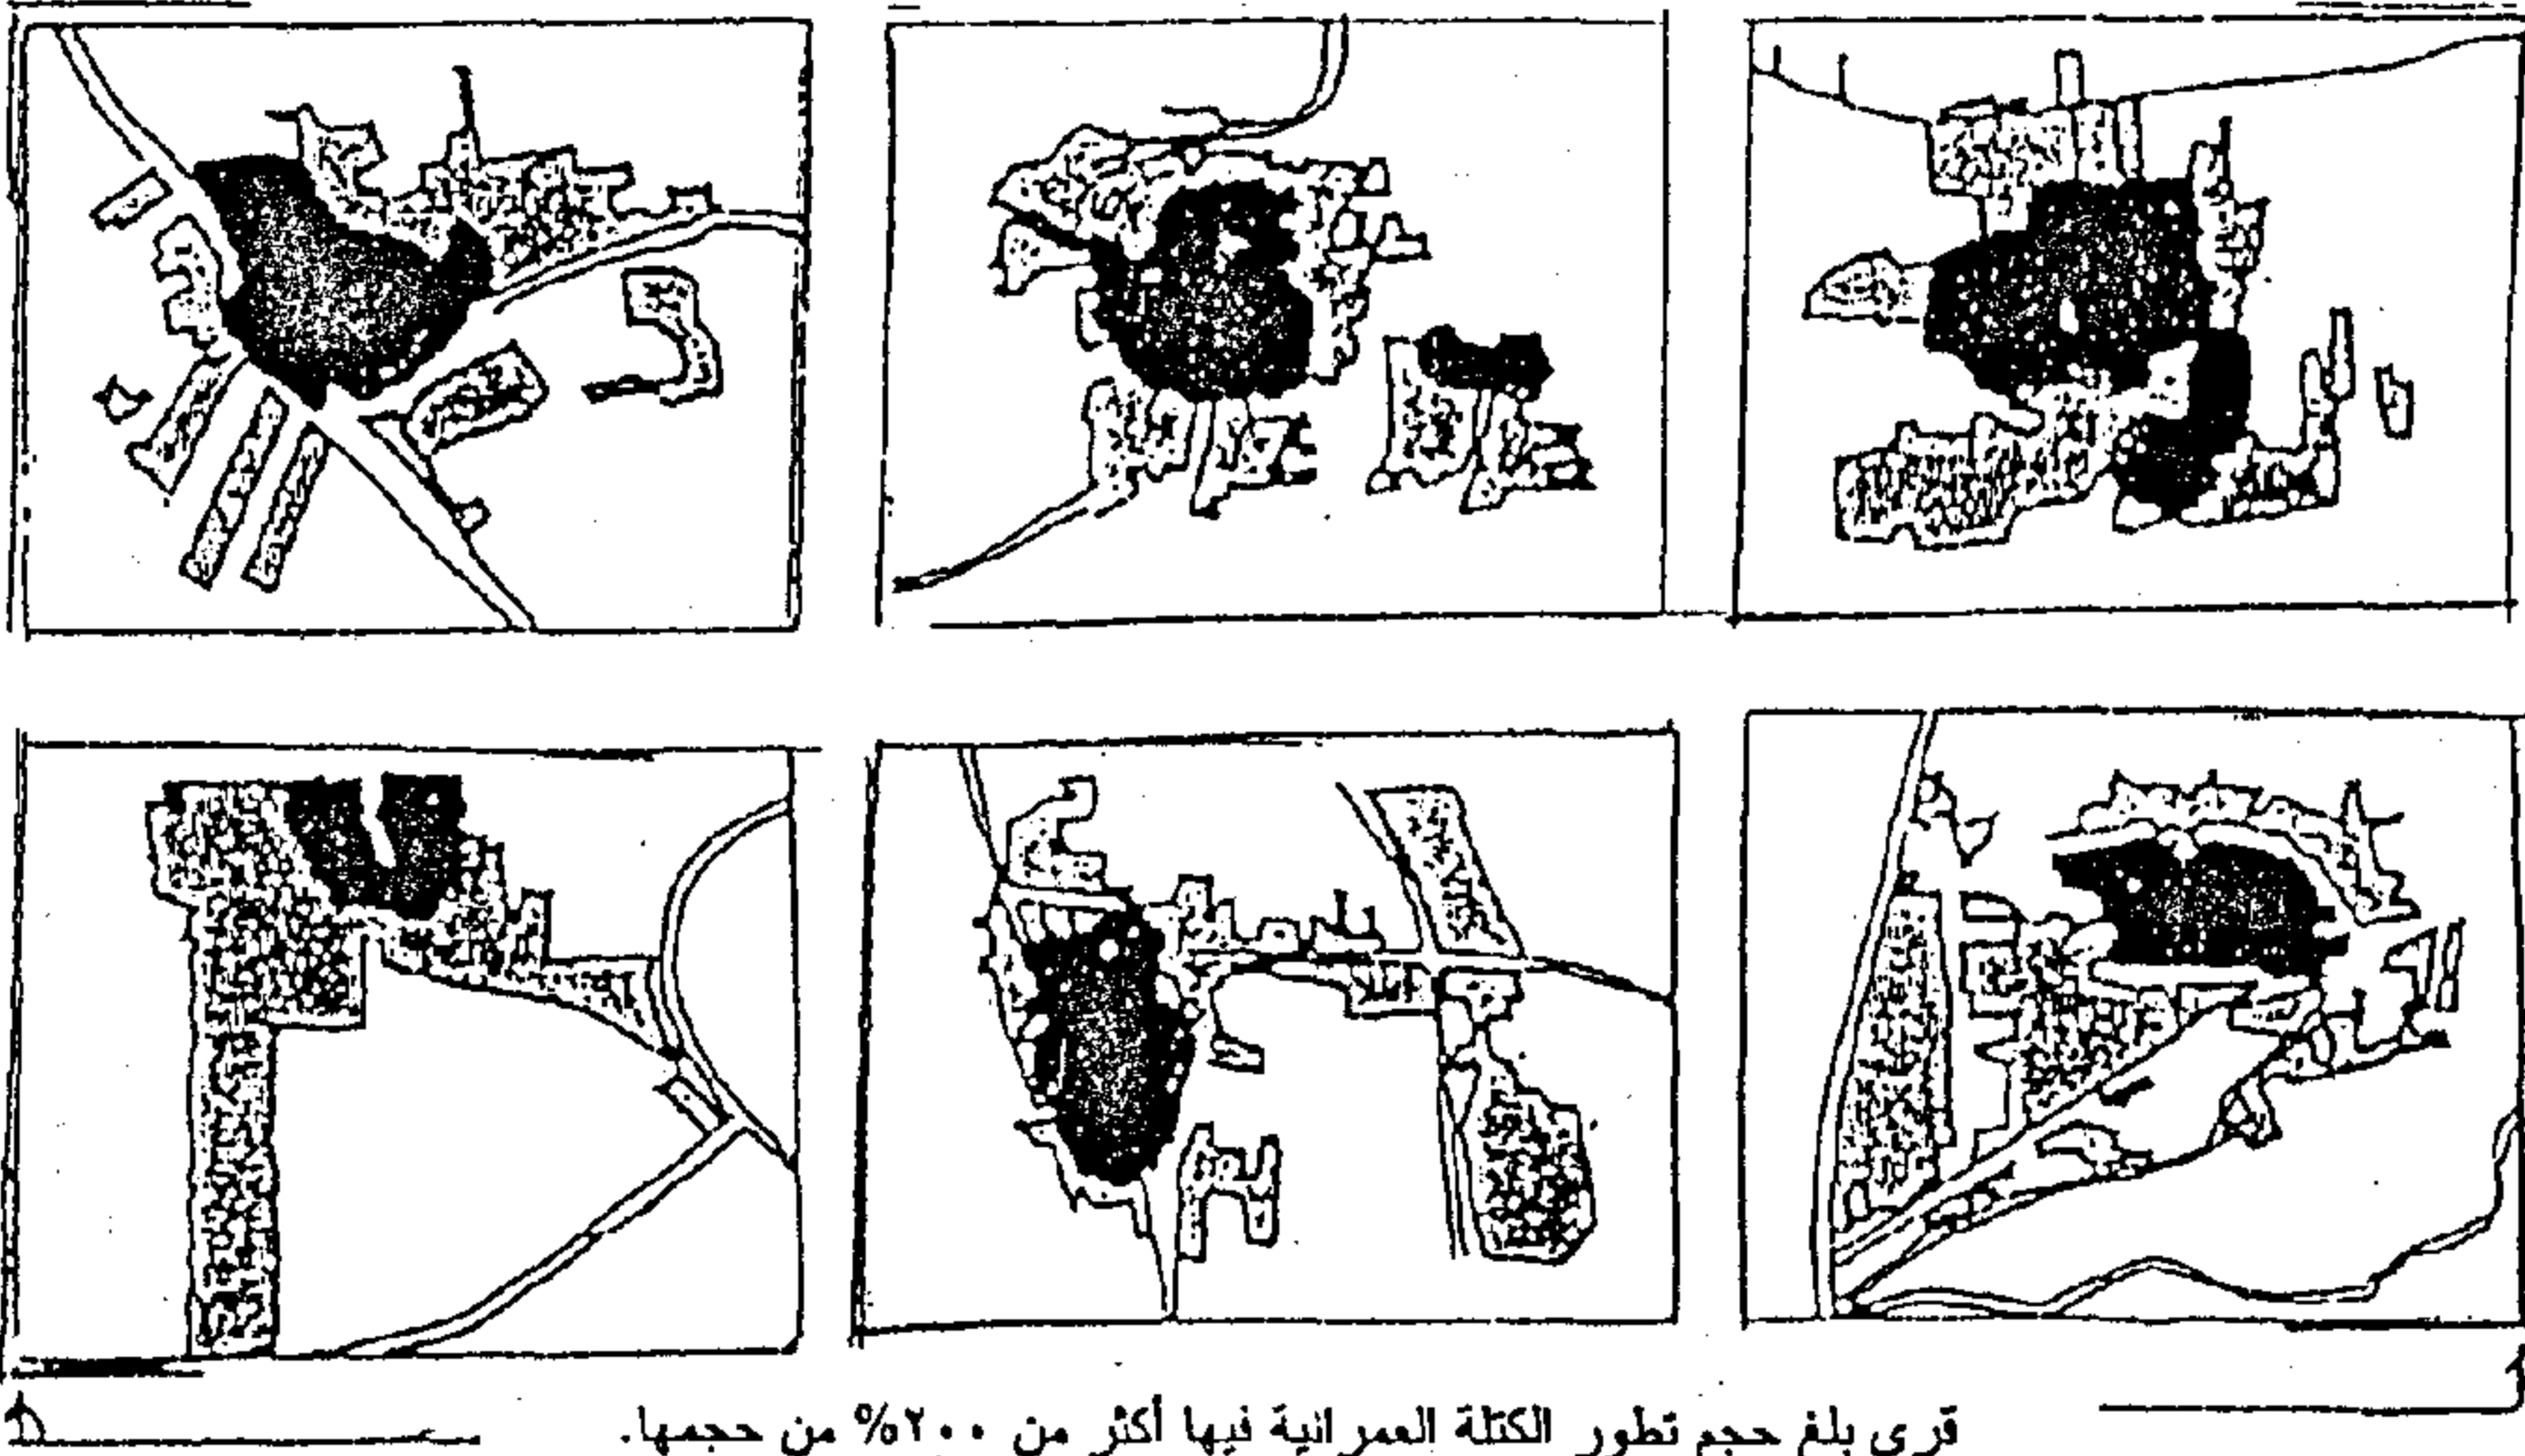 قرى بلغ حجم تطور الكتلة العمرانية فيها أكثر من ٢٠٠% من حجمها.